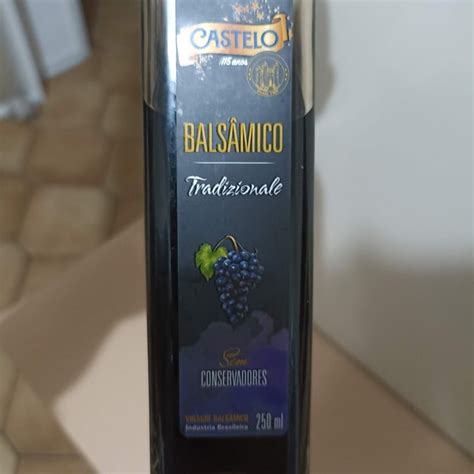 CASTELO
115 anos
BALSÂMICO
Tradizionale
Sem
CONSERVADORES
VINAGRE BALSÂMICO
Indústria Brasileira
250 ml